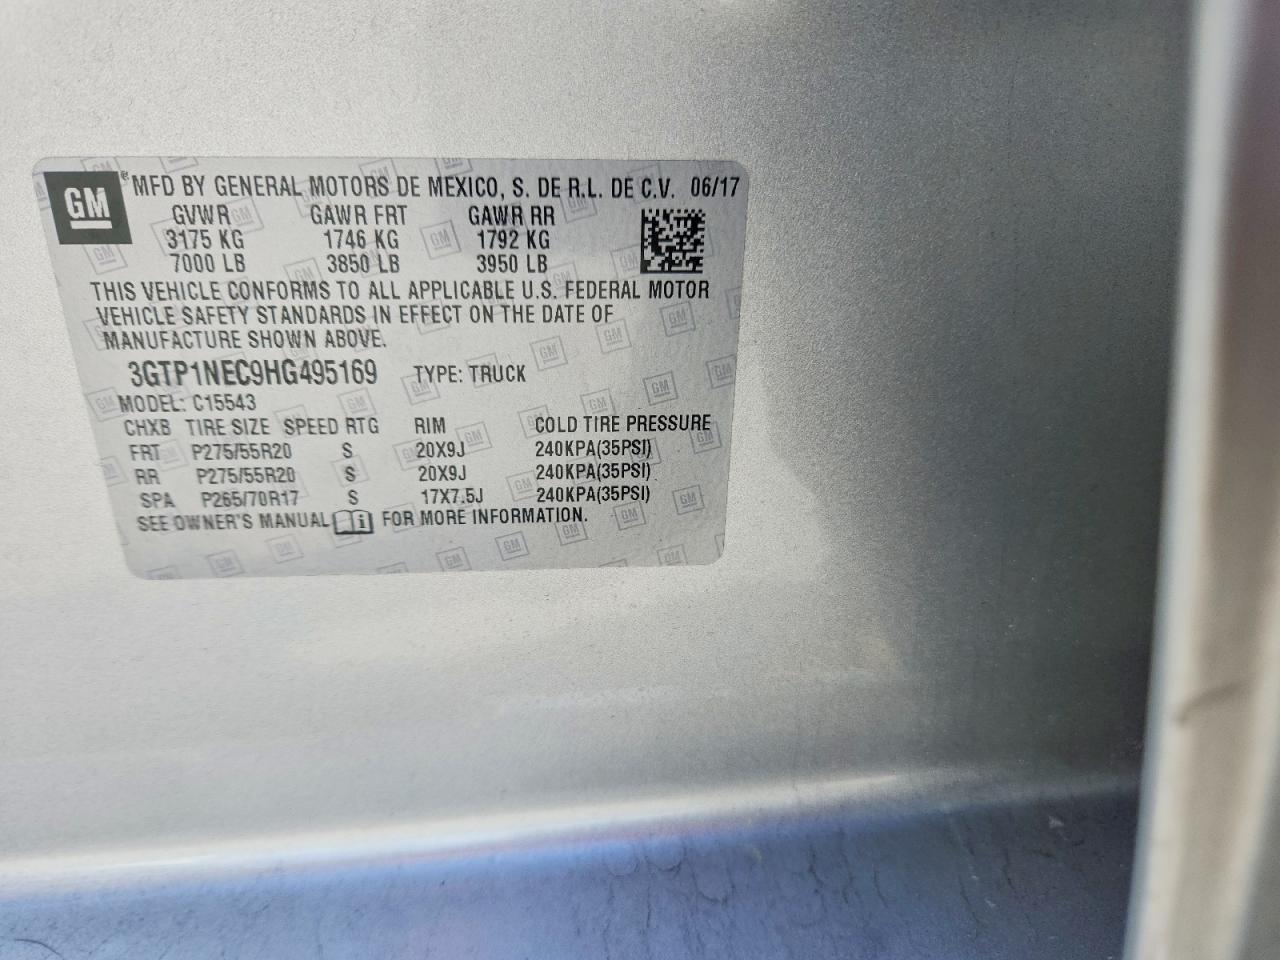 GM
® MFD BY GENERAL MOTORS DE MEXICO, S. DE R.L. DE C.V. 06/17
GVWR GAWR FRT GAWR RR
3175 KG 1746 KG 1792 KG
7000 LB 3850 LB 3950 LB
THIS VEHICLE CONFORMS TO ALL APPLICABLE U.S. FEDERAL MOTOR
VEHICLE SAFETY STANDARDS IN EFFECT ON THE DATE OF
MANUFACTURE SHOWN ABOVE.
3GTP1NEC9HG495169 TYPE: TRUCK
MODEL: C15543
CHXB TIRE SIZE SPEED RTG RIM COLD TIRE PRESSURE
FRT P275/55R20 S 20X9J 240KPA(35PSI)
RR P275/55R20 S 20X9J 240KPA(35PSI)
SPA P265/70R17 S 17X7.5J 240KPA(35PSI)
SEE OWNER'S MANUAL i FOR MORE INFORMATION.